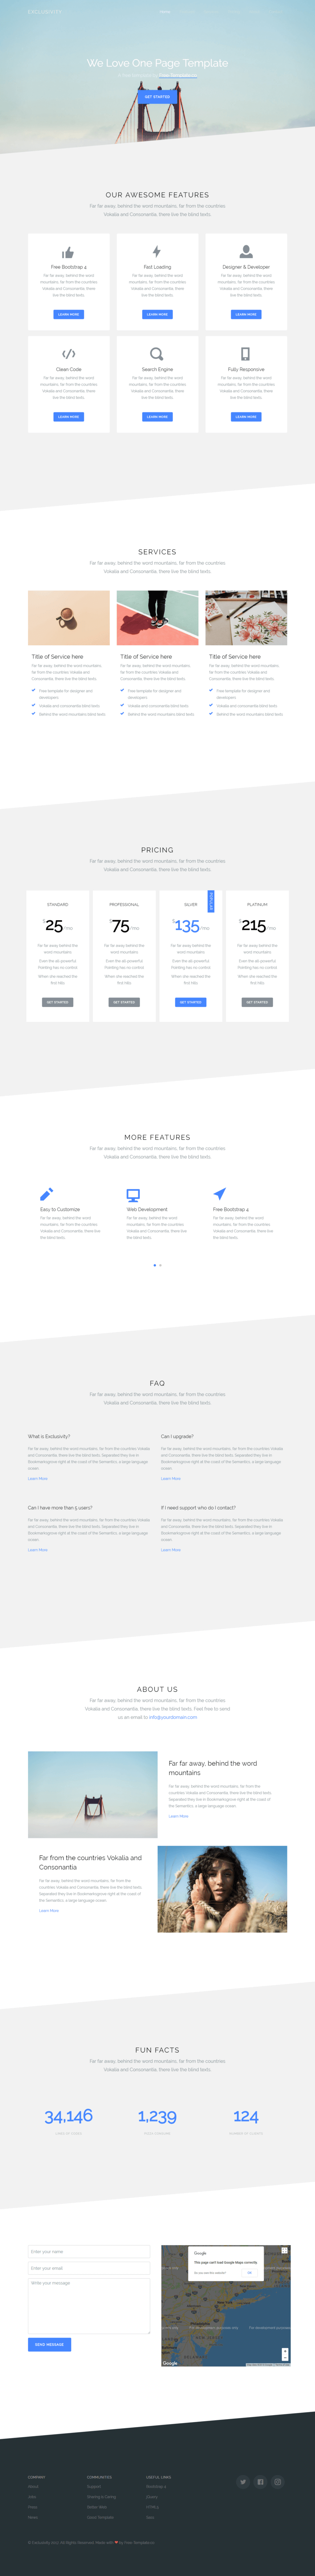 Home
We Love One Page Template
GET STARTED
OUR AWESOME FEATURES
Far far away, behind the word mountains, far from the countries
Vokalia and Consonantia, there live the blind texts.
Free Bootstrap 4
Far far away, behind the word
mountains, far from the countries
Vokalia and Consonantia, there
live the blind texts.
LEARN MORE
Fast Loading
Far far away, behind the word
mountains, far from the countries
Vokalia and Consonantia, there
live the blind texts.
LEARN MORE
Designer & Developer
Far far away, behind the word
mountains, far from the countries
Vokalia and Consonantia, there
live the blind texts.
LEARN MORE
Clean Code
Far far away, behind the word
mountains, far from the countries
Vokalia and Consonantia, there
live the blind texts.
LEARN MORE
Search Engine
Far far away, behind the word
mountains, far from the countries
Vokalia and Consonantia, there
live the blind texts.
LEARN MORE
Fully Responsive
Far far away, behind the word
mountains, far from the countries
Vokalia and Consonantia, there
live the blind texts.
LEARN MORE
SERVICES
Far far away, behind the word mountains, far from the countries
Vokalia and Consonantia, there live the blind texts.
Title of Service here
Far far away, behind the word mountains,
far from the countries Vokalia and
Consonantia, there live the blind texts.
Free template for designer and
developers
Vokalia and consonantia blind texts
Behind the word mountains blind texts
Title of Service here
Far far away, behind the word mountains,
far from the countries Vokalia and
Consonantia, there live the blind texts.
Free template for designer and
developers
Vokalia and consonantia blind texts
Behind the word mountains blind texts
Title of Service here
Far far away, behind the word mountains,
far from the countries Vokalia and
Consonantia, there live the blind texts.
Free template for designer and
developers
Vokalia and consonantia blind texts
Behind the word mountains blind texts
PRICING
Far far away, behind the word mountains, far from the countries
Vokalia and Consonantia, there live the blind texts.
STANDARD
$25/mo
Far far away, behind the
word mountains
Even the all-powerful
Pointing has no control
When she reached the
first hills
GET STARTED
PROFESSIONAL
$75/mo
Far far away, behind the
word mountains
Even the all-powerful
Pointing has no control
When she reached the
first hills
GET STARTED
SILVER
$135/mo
Far far away, behind the
word mountains
Even the all-powerful
Pointing has no control
When she reached the
first hills
GET STARTED
PLATINUM
$215/mo
Far far away, behind the
word mountains
Even the all-powerful
Pointing has no control
When she reached the
first hills
GET STARTED
MORE FEATURES
Far far away, behind the word mountains, far from the countries
Vokalia and Consonantia, there live the blind texts.
Easy to Customize
Far far away, behind the word
mountains, far from the countries
Vokalia and Consonantia, there live
the blind texts.
Web Development
Far far away, behind the word
mountains, far from the countries
Vokalia and Consonantia, there live
the blind texts.
Free Bootstrap 4
Far far away, behind the word
mountains, far from the countries
Vokalia and Consonantia, there live
the blind texts.
FAQ
Far far away, behind the word mountains, far from the countries
Vokalia and Consonantia, there live the blind texts.
What is Exclusivity?
Far far away, behind the word mountains, far from the countries Vokalia
and Consonantia, there live the blind texts. Separated they live in
Bookmarksgrove right at the coast of the Semantics, a large language
ocean.
Learn More
Can I upgrade?
Far far away, behind the word mountains, far from the countries Vokalia
and Consonantia, there live the blind texts. Separated they live in
Bookmarksgrove right at the coast of the Semantics, a large language
ocean.
Learn More
Can I have more than 5 users?
Far far away, behind the word mountains, far from the countries Vokalia
and Consonantia, there live the blind texts. Separated they live in
Bookmarksgrove right at the coast of the Semantics, a large language
ocean.
Learn More
If I need support who do I contact?
Far far away, behind the word mountains, far from the countries Vokalia
and Consonantia, there live the blind texts. Separated they live in
Bookmarksgrove right at the coast of the Semantics, a large language
ocean.
Learn More
ABOUT US
Far far away, behind the word mountains, far from the countries
Vokalia and Consonantia, there live the blind texts. Feel free to send
us an email to info@yourdomain.com
Far far away, behind the word
mountains
Far far away, behind the word mountains, far from the
countries Vokalia and Consonantia, there live the blind texts.
Separated they live in Bookmarksgrove right at the coast of
the Semantics, a large language ocean.
Learn More
Far from the countries Vokalia and
Consonantia
Far far away, behind the word mountains, far from the
countries Vokalia and Consonantia, there live the blind texts.
Separated they live in Bookmarksgrove right at the coast of
the Semantics, a large language ocean.
Learn More
FUN FACTS
Far far away, behind the word mountains, far from the countries
Vokalia and Consonantia, there live the blind texts.
34,146
1,239
124
Enter your name
Enter your email
Write your message
SEND MESSAGE
Google
This page can't load Google Maps correctly.
Do you own this website?
OK
Google
COMPANY
About
Jobs
Press
News
COMMUNITIES
Support
Sharing is Caring
Better Web
USEFUL LINKS
Bootstrap 4
jQuery
HTML5
Sass